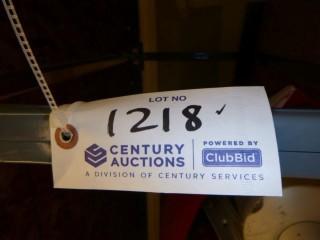 LOT NO
1218 ✓
CENTURY AUCTIONS
POWERED BY
ClubBid
A DIVISION OF CENTURY SERVICES